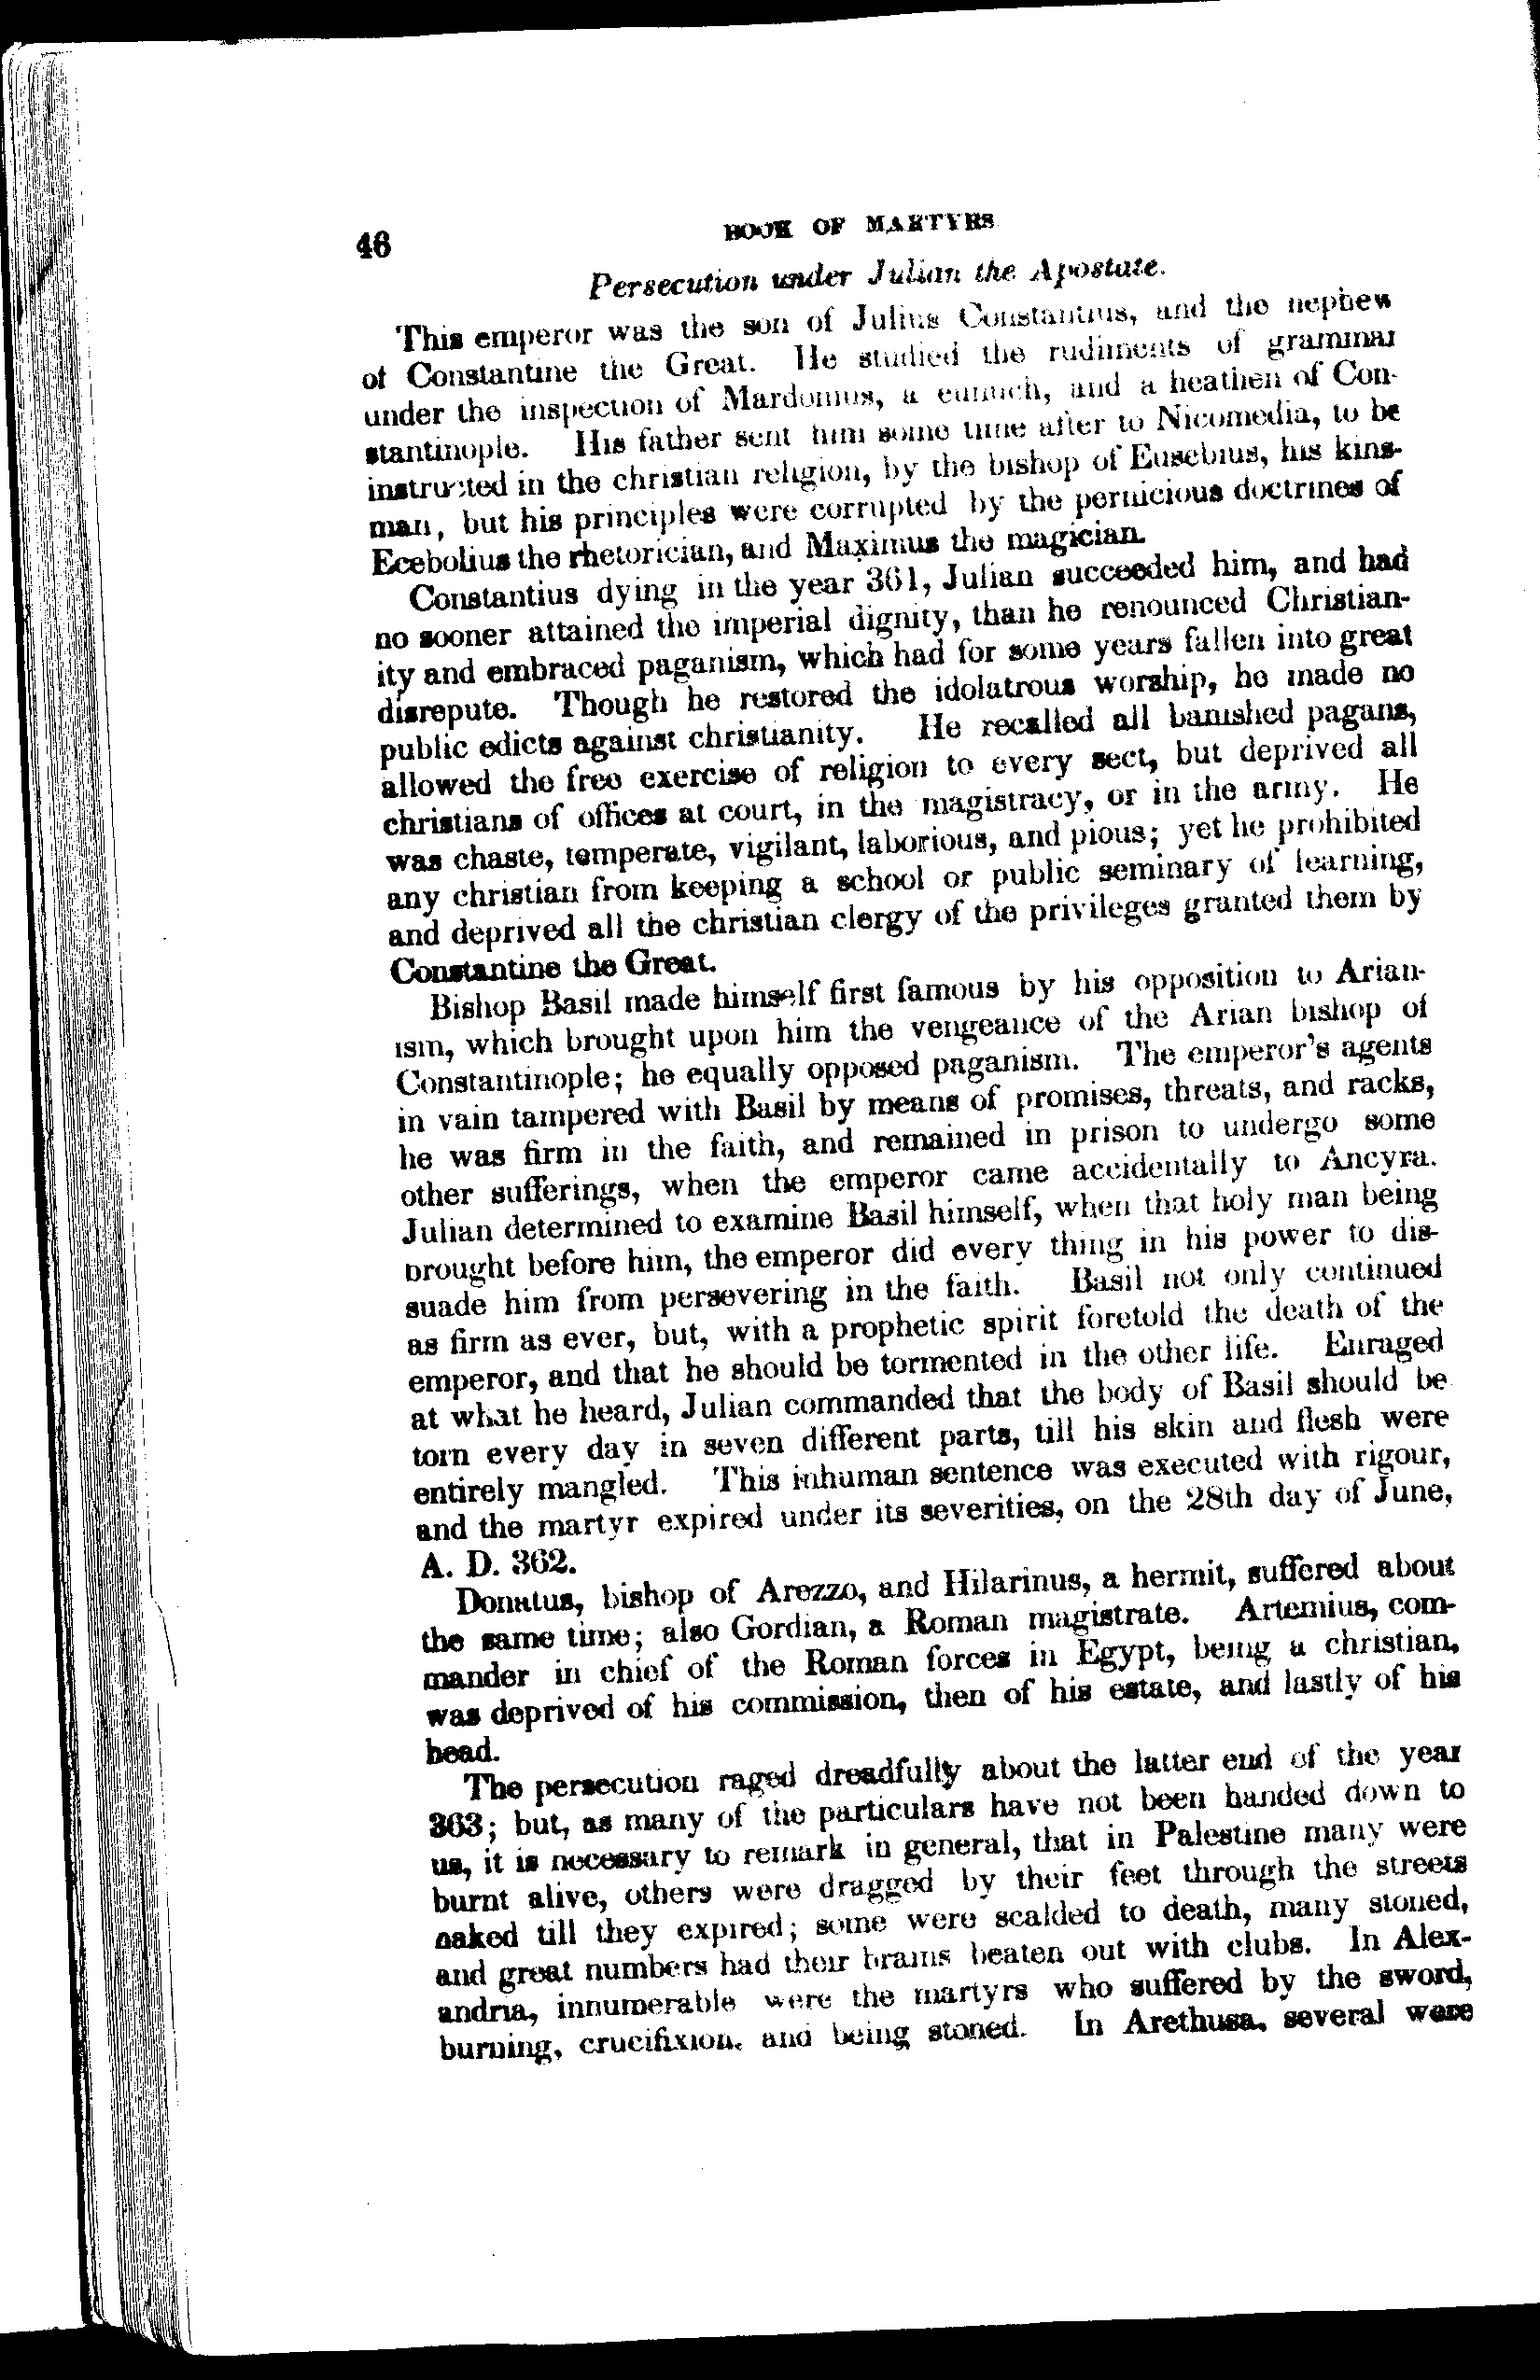 46
BOOK OF MARTYRS
Persecution under Julian the Apostate.
This emperor was the son of Julius Constantius, and the nephew
of Constantine the Great. He studied the rudiments of grammar
under the inspection of Mardonius, a eunuch, and a heathen of Con-
stantinople. His father sent him some time after to Nicomedia, to be
instructed in the christian religion, by the bishop of Eusebius, his kins-
man, but his principles were corrupted by the pernicious doctrines of
Ecebolius the rhetorician, and Maximus the magician.
Constantius dying in the year 361, Julian succeeded him, and had
no sooner attained the imperial dignity, than he renounced Christian-
ity and embraced paganism, which had for some years fallen into great
disrepute. Though he restored the idolatrous worship, he made no
public edicts against christianity. He recalled all banished pagans,
allowed the free exercise of religion to every sect, but deprived all
christians of offices at court, in the magistracy, or in the army. He
was chaste, temperate, vigilant, laborious, and pious; yet he prohibited
any christian from keeping a school or public seminary of learning,
and deprived all the christian clergy of the privileges granted them by
Constantine the Great.
Bishop Basil made himself first famous by his opposition to Arian-
ism, which brought upon him the vengeance of the Arian bishop of
Constantinople; he equally opposed paganism. The emperor's agents
in vain tampered with Basil by means of promises, threats, and racks,
he was firm in the faith, and remained in prison to undergo some
other sufferings, when the emperor came accidentally to Ancyra.
Julian determined to examine Basil himself, when that holy man being
brought before him, the emperor did every thing in his power to dis-
suade him from persevering in the faith. Basil not only continued
as firm as ever, but, with a prophetic spirit foretold the death of the
emperor, and that he should be tormented in the other life. Enraged
at what he heard, Julian commanded that the body of Basil should be
torn every day in seven different parts, till his skin and flesh were
entirely mangled. This inhuman sentence was executed with rigour,
and the martyr expired under its severities, on the 28th day of June,
A. D. 362.
Donatus, bishop of Arezzo, and Hilarinus, a hermit, suffered about
the same time; also Gordian, a Roman magistrate. Artemius, com-
mander in chief of the Roman forces in Egypt, being a christian,
was deprived of his commission, then of his estate, and lastly of his
head.
The persecution raged dreadfully about the latter end of the year
363; but, as many of the particulars have not been handed down to
us, it is necessary to remark in general, that in Palestine many were
burnt alive, others were dragged by their feet through the streets
naked till they expired; some were scalded to death, many stoned,
and great numbers had their brains beaten out with clubs. In Alex-
andria, innumerable were the martyrs who suffered by the sword,
burning, crucifixion, and being stoned. In Arethusa, several were